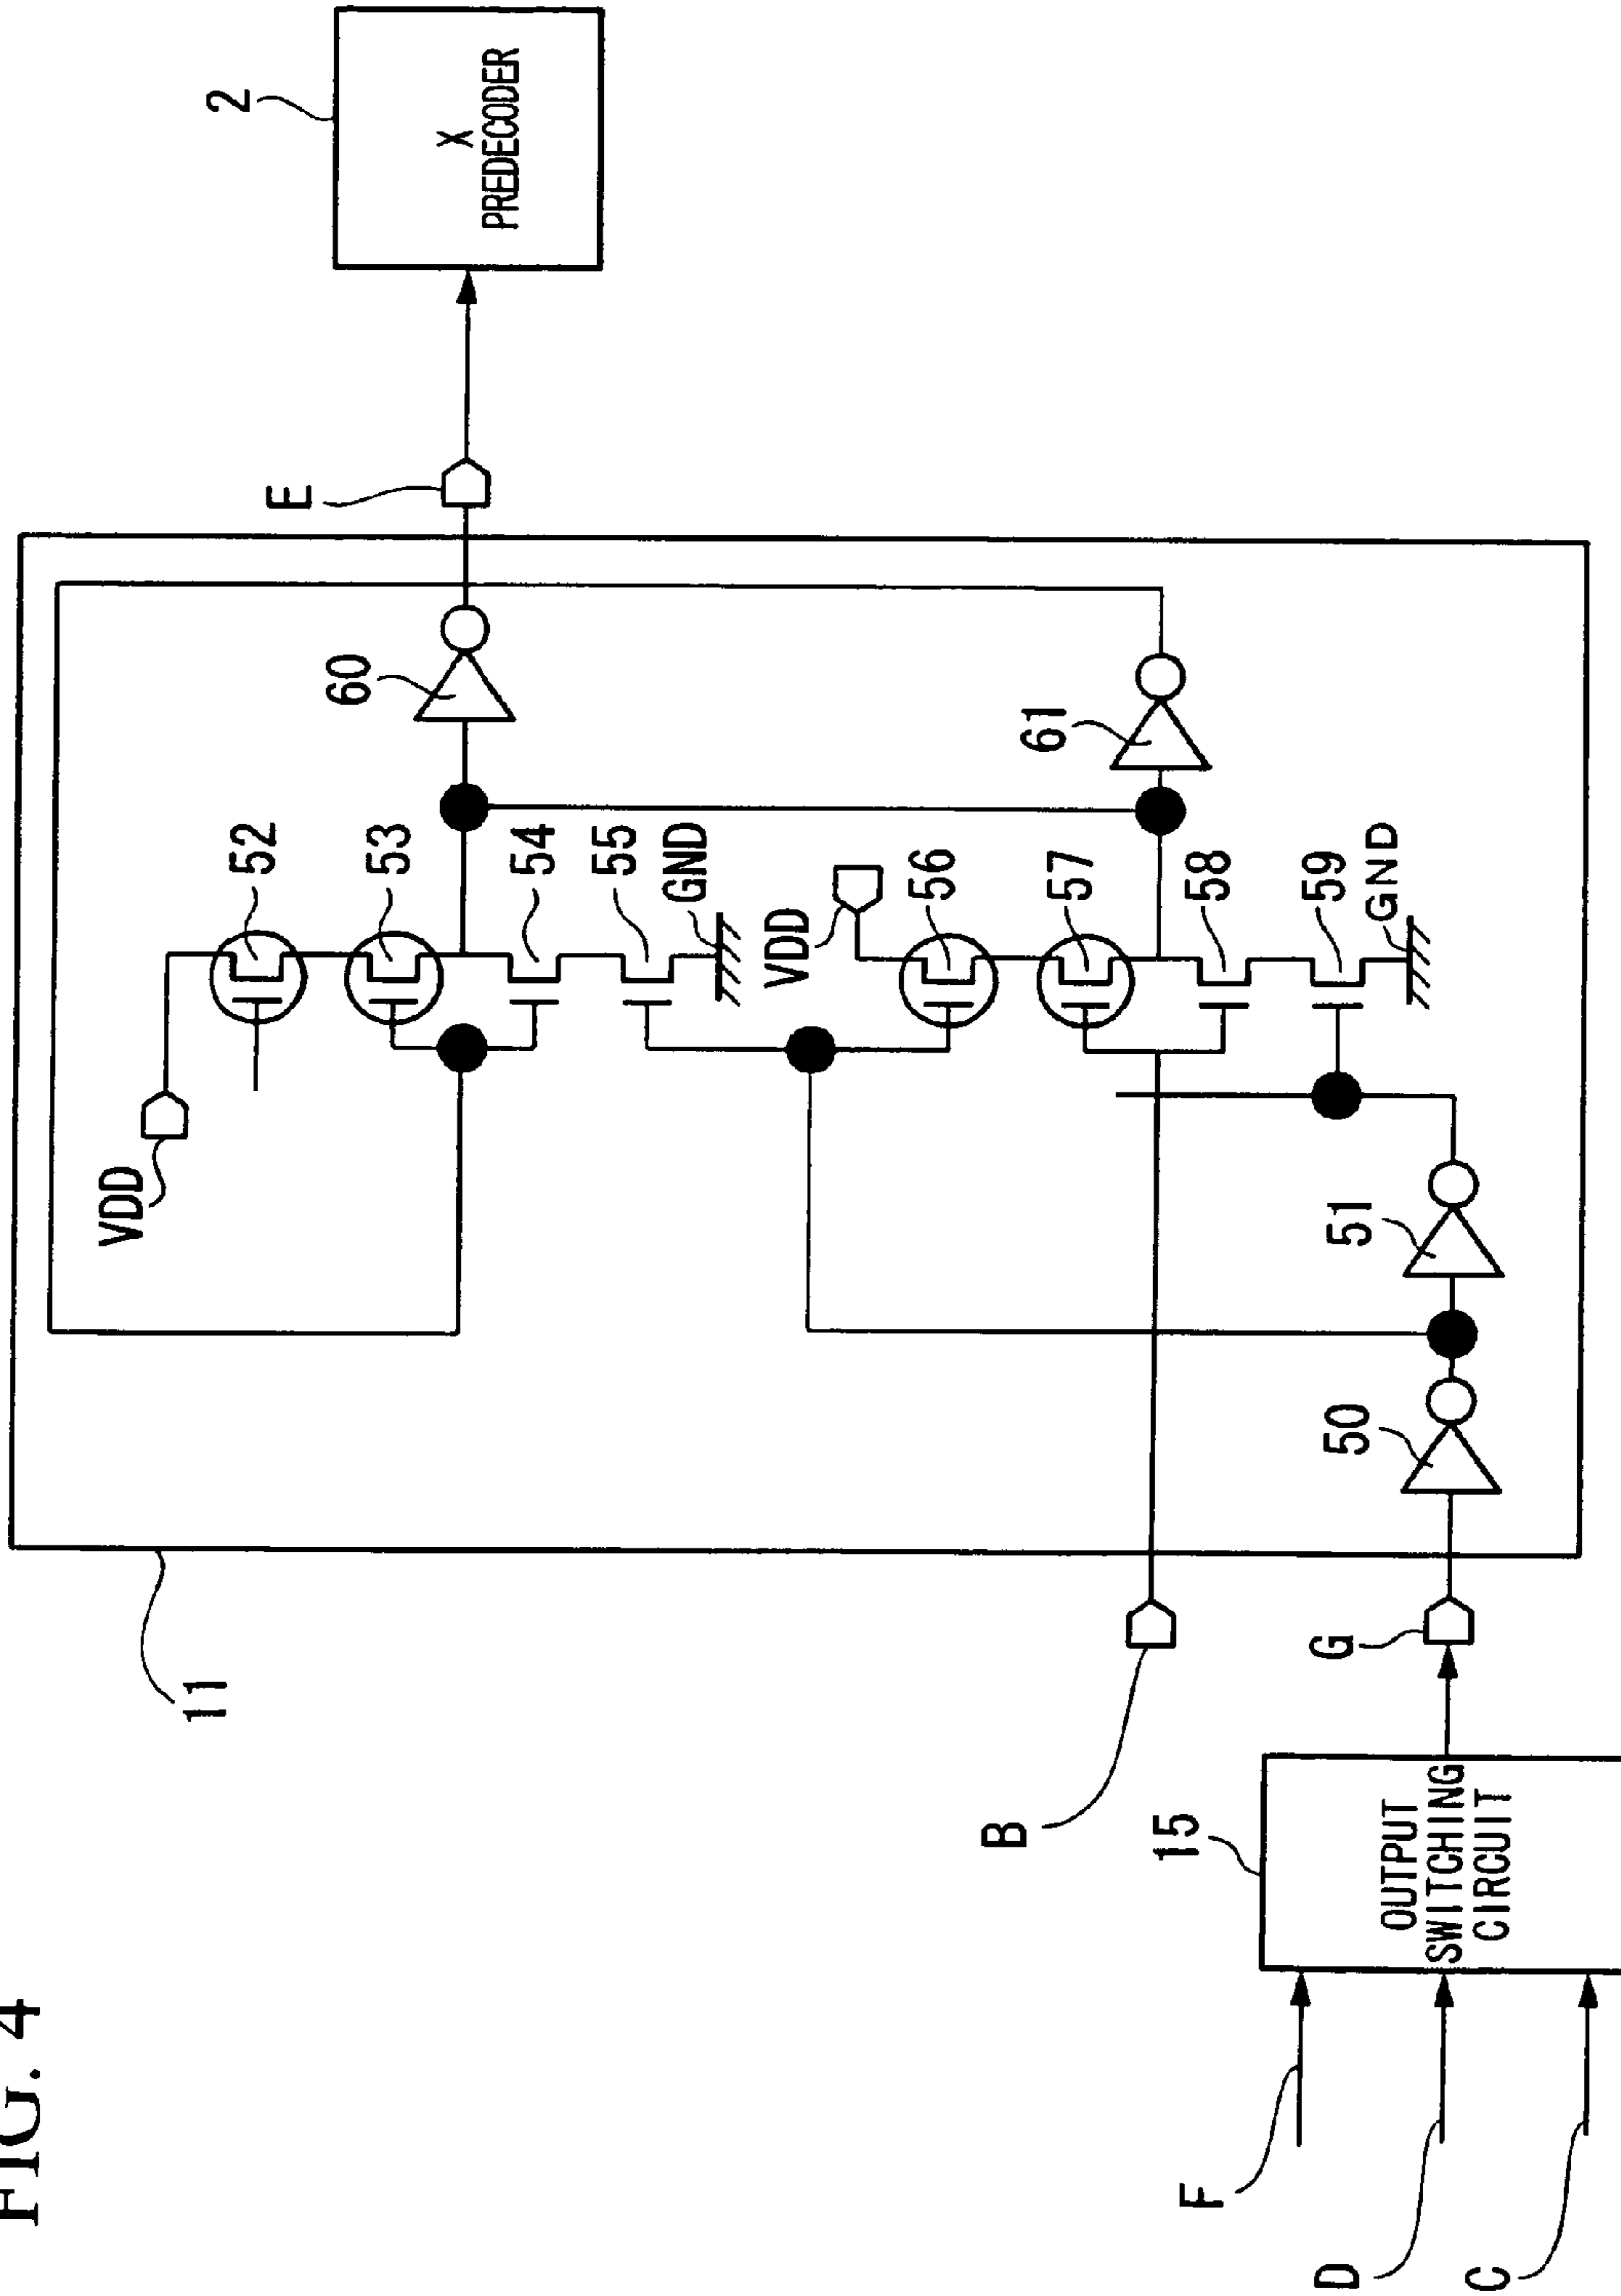 FIG. 4
11
VDD
52
53
54
55
GND
60
E
2
X
PREDECODER
VDD
56
57
58
59
GND
61
50
51
B
G
15
OUTPUT
SWITCHING
CIRCUIT
F
D
C